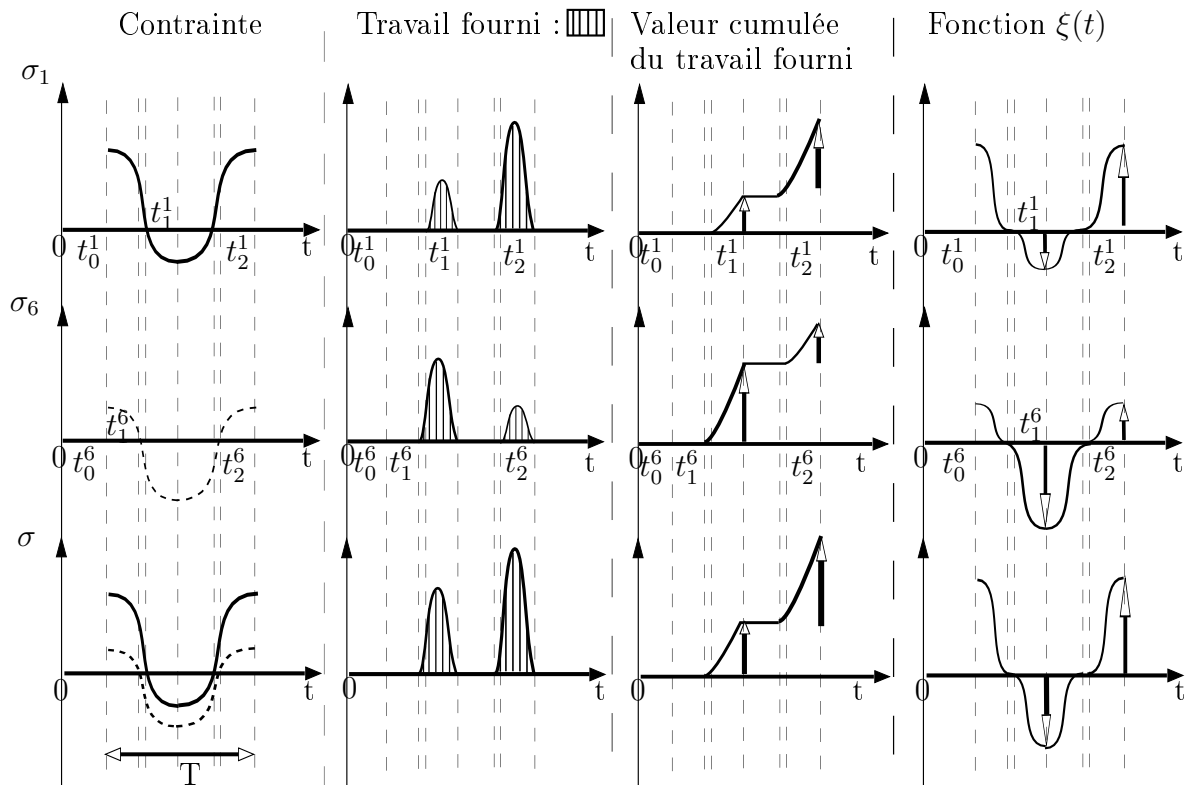 Contrainte
Travail fourni :
Valeur cumulée
du travail fourni
Fonction ξ(t)
σ₁
t₁¹
0 t₀¹ t₂¹ t
0 t₀¹ t₁¹ t₂¹ t
0 t₀¹ t₁¹ t₂¹ t
t₁¹
0 t₀¹ t₂¹ t
σ₆
t₁⁶
0 t₀⁶ t₂⁶ t
0 t₀⁶ t₁⁶ t₂⁶ t
0 t₀⁶ t₁⁶ t₂⁶ t
t₁⁶
0 t₀⁶ t₂⁶ t
σ
0 t
0 t
0 t
0 t
T